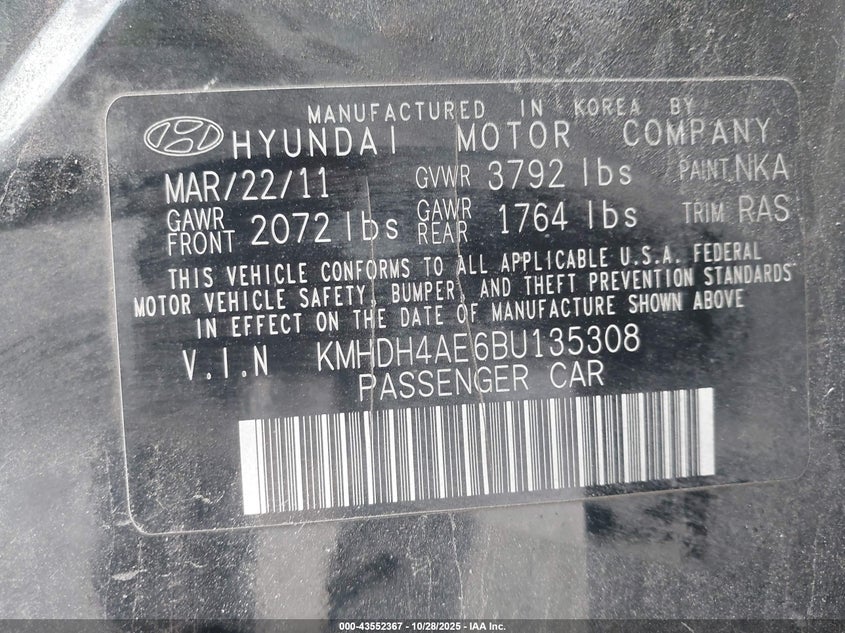 MANUFACTURED IN KOREA BY
HYUNDAI MOTOR COMPANY
MAR/22/11 GVWR 3792 lbs PAINT NKA
GAWR FRONT 2072 lbs GAWR REAR 1764 lbs TRIM RAS
THIS VEHICLE CONFORMS TO ALL APPLICABLE U.S.A. FEDERAL
MOTOR VEHICLE SAFETY, BUMPER, AND THEFT PREVENTION STANDARDS
IN EFFECT ON THE DATE OF MANUFACTURE SHOWN ABOVE
V.I.N KMHDH4AE6BU135308
PASSENGER CAR
000-43552367 - 10/28/2025 - IAA Inc.